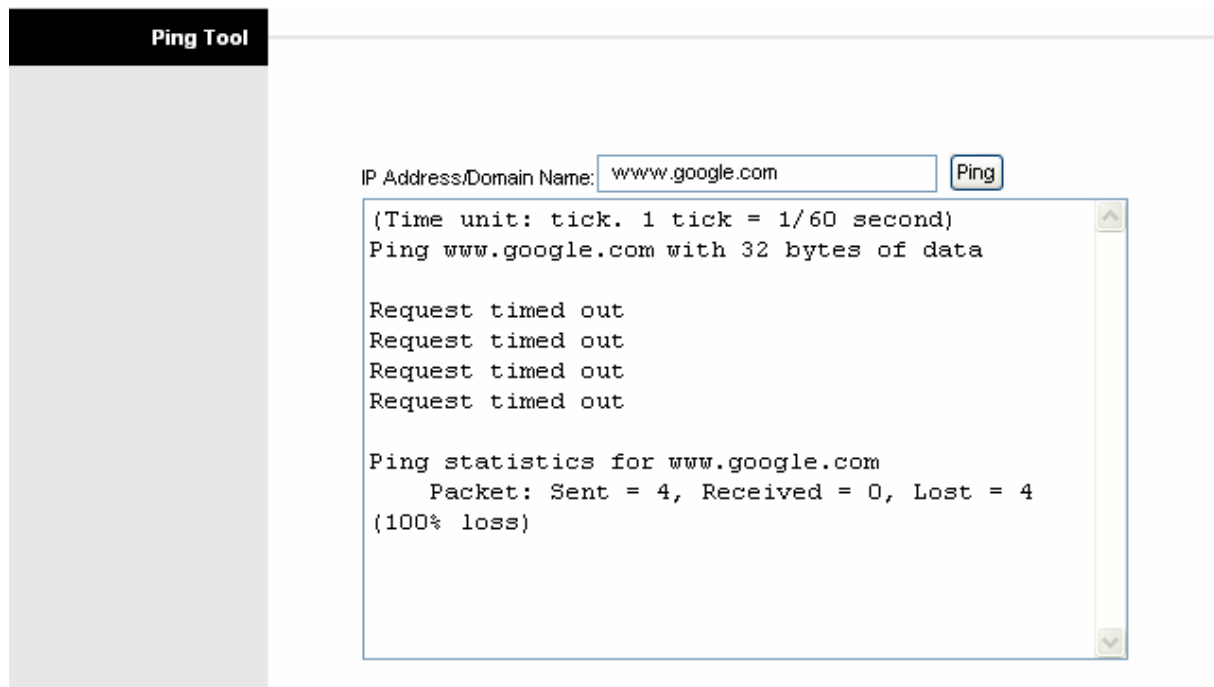 Ping Tool
IP Address/Domain Name: www.google.com Ping
(Time unit: tick. 1 tick = 1/60 second)
Ping www.google.com with 32 bytes of data
Request timed out
Request timed out
Request timed out
Request timed out
Ping statistics for www.google.com
Packet: Sent = 4, Received = 0, Lost = 4
(100% loss)